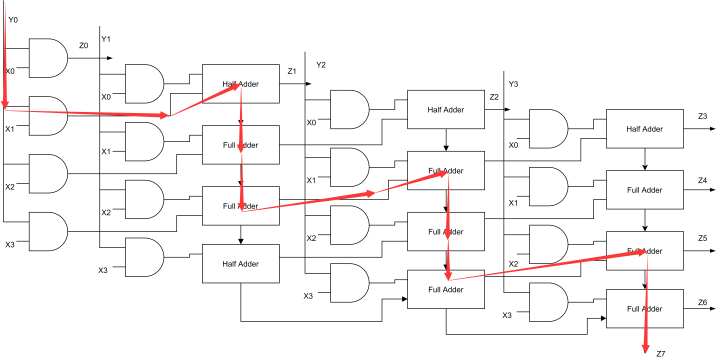 Y0
Z0
X0
X1
X2
X3
Y1
X0
X1
X2
X3
Half Adder
Full Adder
Full Adder
Half Adder
Z1
Y2
X0
X1
X2
X3
Half Adder
Full Adder
Full Adder
Full Adder
Z2
Y3
X0
X1
X2
X3
Half Adder
Full Adder
Full Adder
Full Adder
Z3
Z4
Z5
Z6
Z7